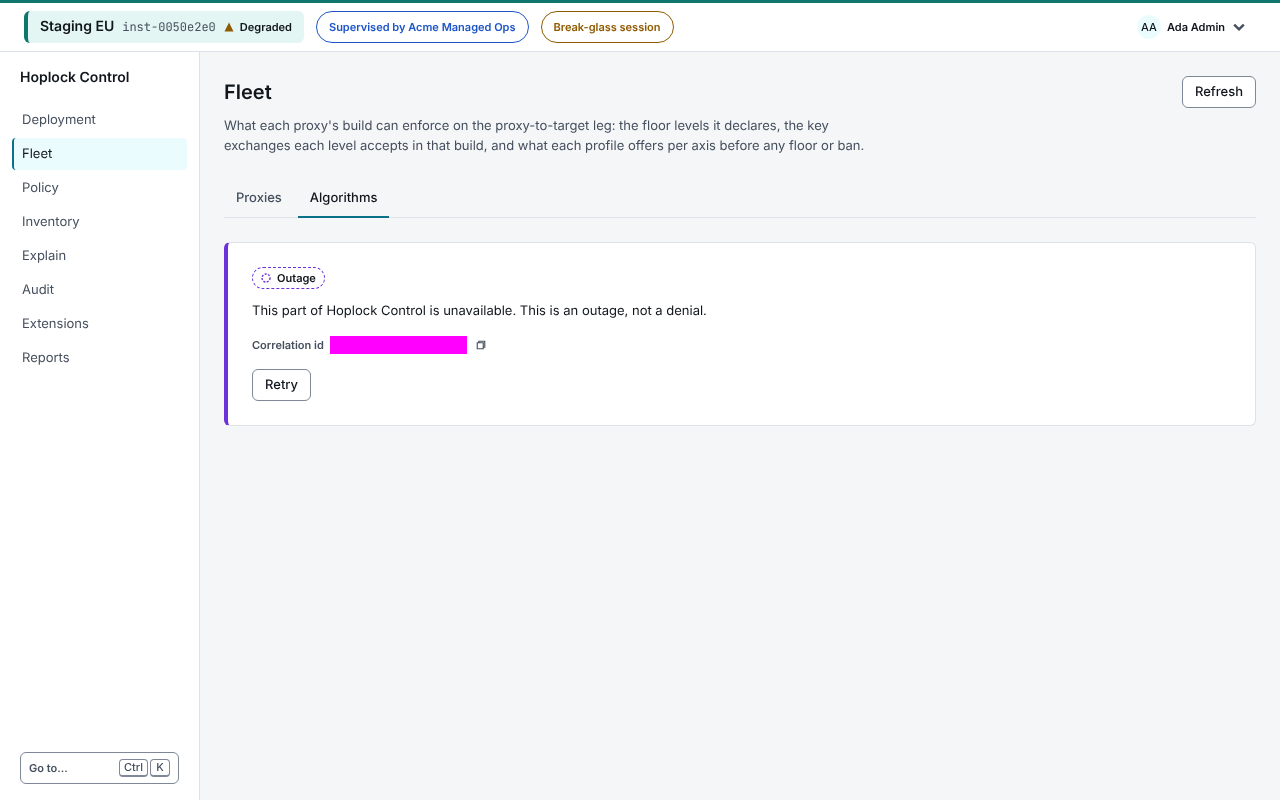 Staging EU inst-0050e2e0 Degraded
Supervised by Acme Managed Ops
Break-glass session
AA Ada Admin
Hoplock Control
Deployment
Fleet
Policy
Inventory
Explain
Audit
Extensions
Reports
Go to... Ctrl K
Fleet
Refresh
What each proxy's build can enforce on the proxy-to-target leg: the floor levels it declares, the key
exchanges each level accepts in that build, and what each profile offers per axis before any floor or ban.
Proxies Algorithms
Outage
This part of Hoplock Control is unavailable. This is an outage, not a denial.
Correlation id
Retry